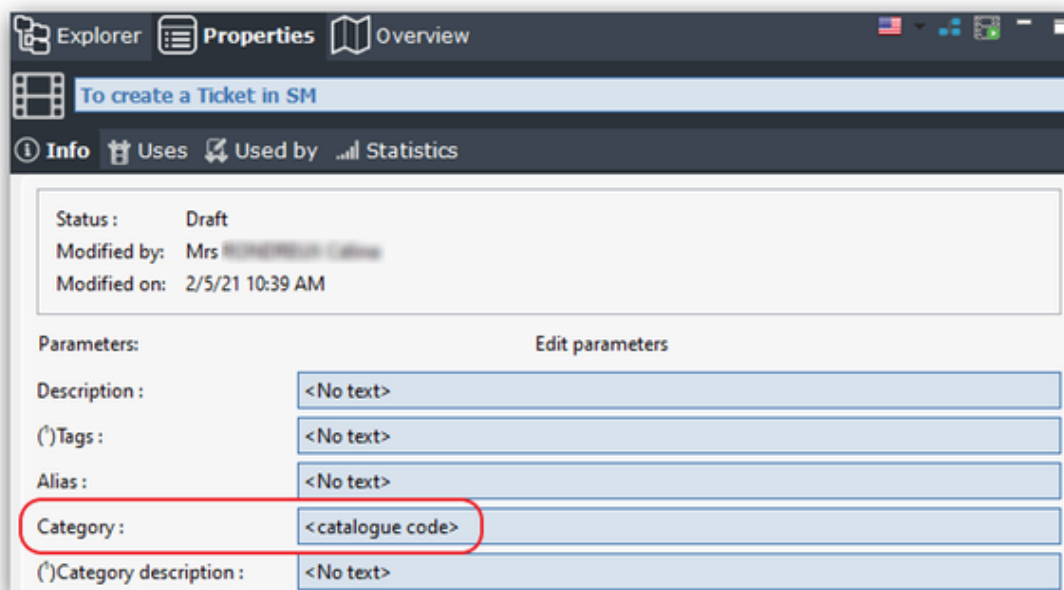 Explorer Properties Overview
To create a Ticket in SM
Info Uses Used by Statistics
Status : Draft
Modified by: Mrs
Modified on: 2/5/21 10:39 AM
Parameters: Edit parameters
Description : <No text>
(¹)Tags : <No text>
Alias : <No text>
Category : <catalogue code>
(¹)Category description : <No text>